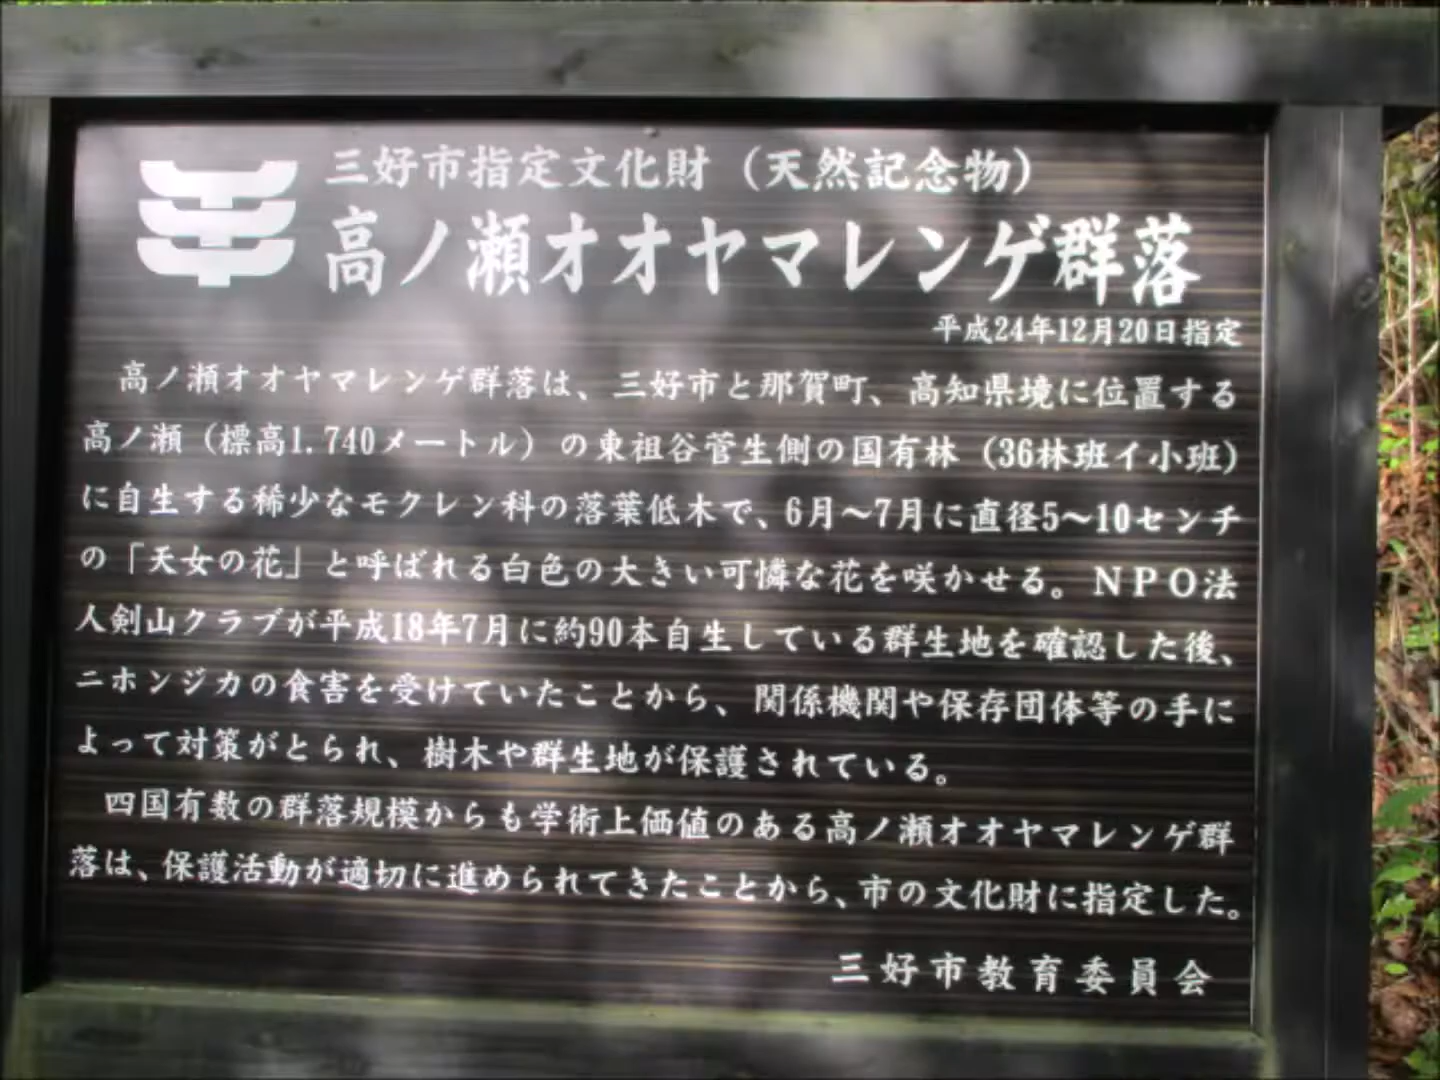 三好市指定文化財（天然記念物）
高ノ瀬オオヤマレンゲ群落
平成24年12月20日指定
高ノ瀬オオヤマレンゲ群落は、三好市と那賀町、高知県境に位置する
高ノ瀬（標高1.740メートル）の東祖谷菅生側の国有林（36林班イ小班）
に自生する稀少なモクレン科の落葉低木で、6月～7月に直径5～10センチ
の「天女の花」と呼ばれる白色の大きい可憐な花を咲かせる。ＮＰＯ法
人剣山クラブが平成18年7月に約90本自生している群生地を確認した後、
ニホンジカの食害を受けていたことから、関係機関や保存団体等の手に
よって対策がとられ、樹木や群生地が保護されている。
四国有数の群落規模からも学術上価値のある高ノ瀬オオヤマレンゲ群
落は、保護活動が適切に進められてきたことから、市の文化財に指定した。
三好市教育委員会